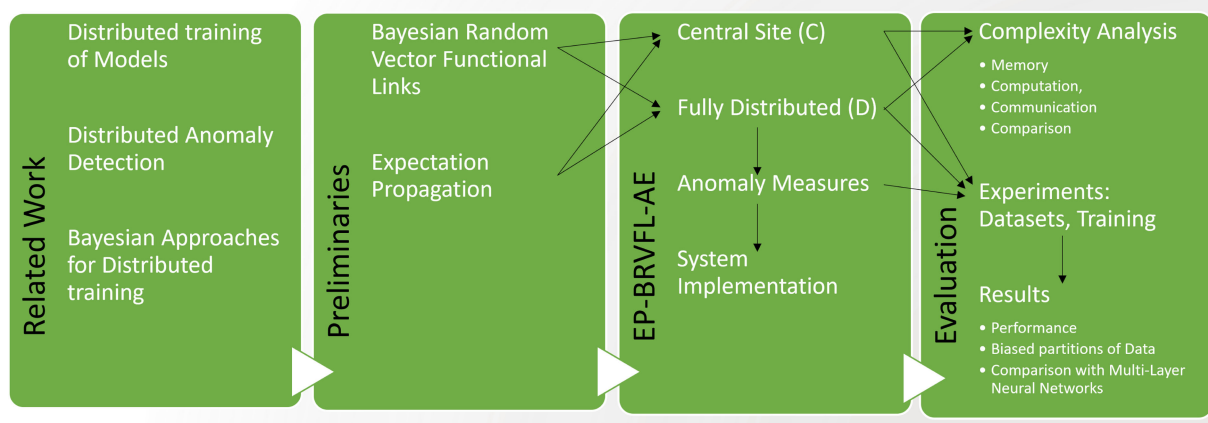 Related Work
Distributed training
of Models
Distributed Anomaly
Detection
Bayesian Approaches
for Distributed
training
Preliminaries
Bayesian Random
Vector Functional
Links
Expectation
Propagation
EP-BRVFL-AE
Central Site (C)
Fully Distributed (D)
Anomaly Measures
System
Implementation
Evaluation
Complexity Analysis
• Memory
• Computation,
• Communication
• Comparison
Experiments:
Datasets, Training
Results
• Performance
• Biased partitions of Data
• Comparison with Multi-Layer
Neural Networks